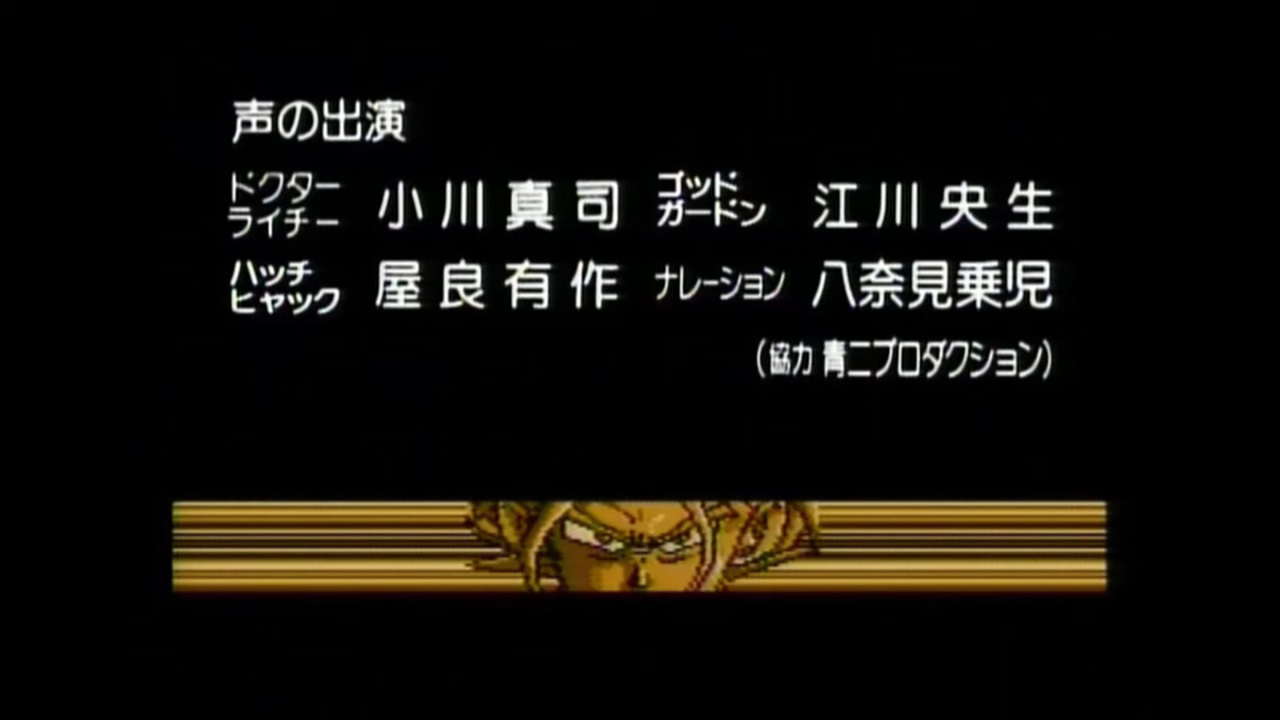 声の出演
ドクター
ライチー 小川真司 ゴッド
ガードン 江川央生
ハッチ
ヒヤック 屋良有作 ナレーション 八奈見乗児
(協力 青二プロダクション)